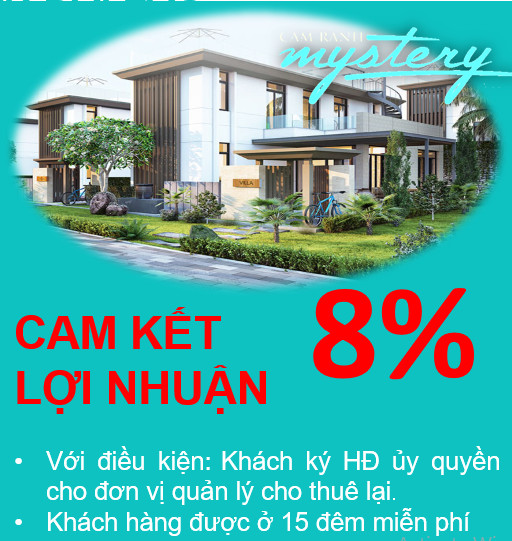 CAM RANH
mystery
VILLA
CAM KẾT
LỢI NHUẬN
8%
• Với điều kiện: Khách ký HĐ ủy quyền
cho đơn vị quản lý cho thuê lại.
• Khách hàng được ở 15 đêm miễn phí